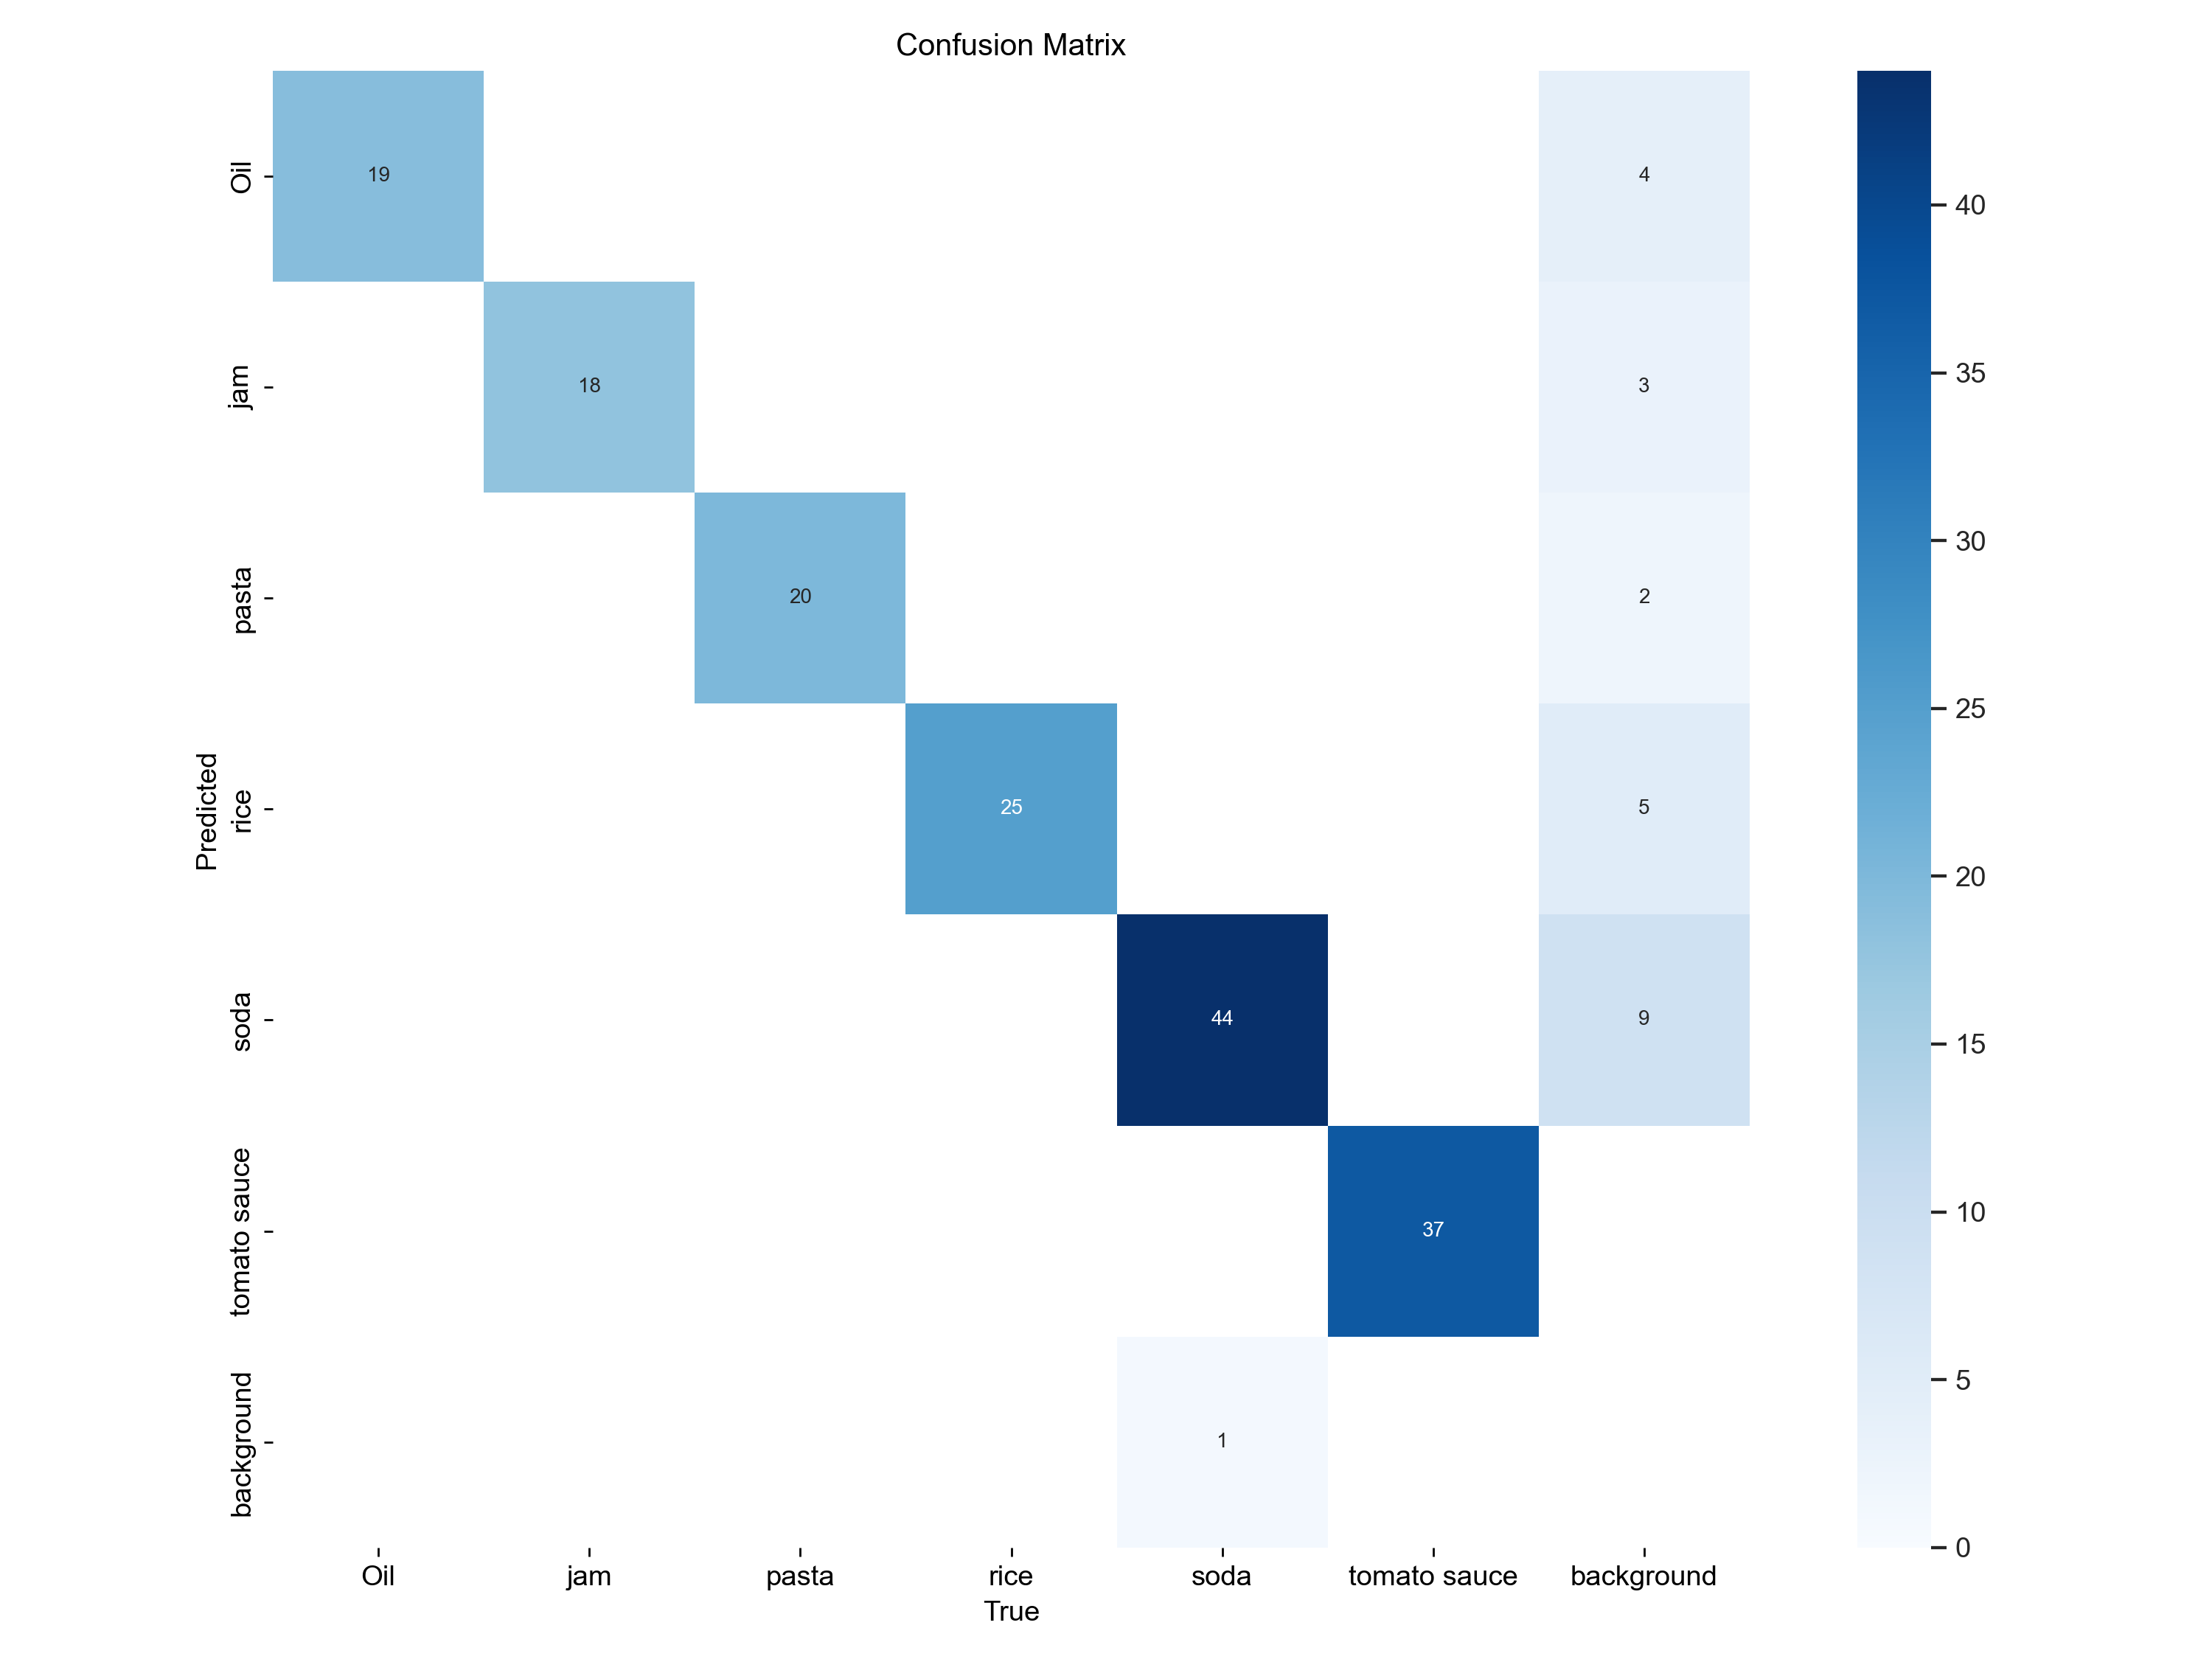 Confusion Matrix
Oil
19
4
jam
18
3
pasta
20
2
Predicted
rice
25
5
soda
44
9
tomato sauce
37
background
1
Oil jam pasta rice soda tomato sauce background
True
40
35
30
25
20
15
10
5
0